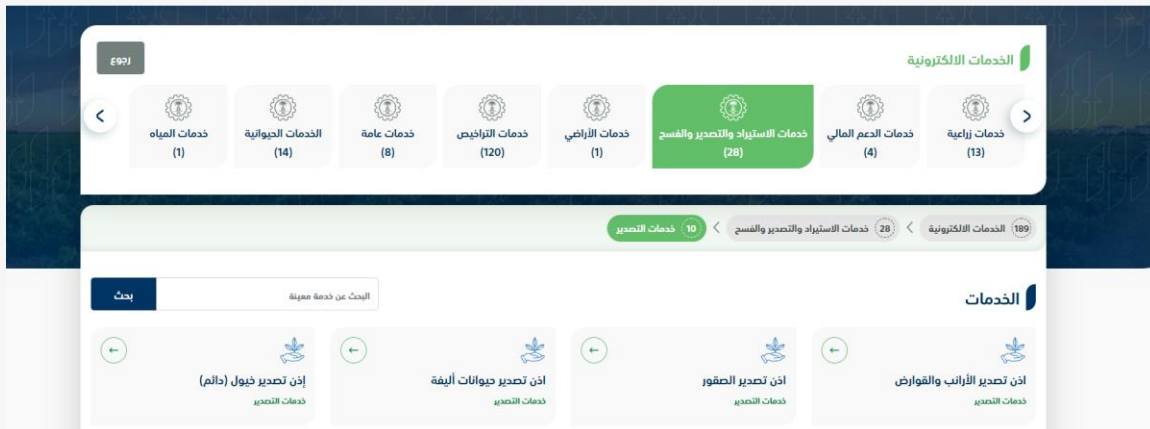 الخدمات الالكترونية
رجوع
خدمات زراعية
(13)
خدمات الدعم المالي
(4)
خدمات الاستيراد والتصدير والفسح
(28)
خدمات الأراضي
(1)
خدمات التراخيص
(120)
خدمات عامة
(8)
الخدمات الحيوانية
(14)
خدمات المياه
(1)
189 الخدمات الالكترونية > 28 خدمات الاستيراد والتصدير والفسح > 10 خدمات التصدير
الخدمات
البحث عن خدمة معينة
بحث
اذن تصدير الأرانب والقوارض
خدمات التصدير
اذن تصدير الصقور
خدمات التصدير
اذن تصدير حيوانات أليفة
خدمات التصدير
إذن تصدير خيول (دائم)
خدمات التصدير